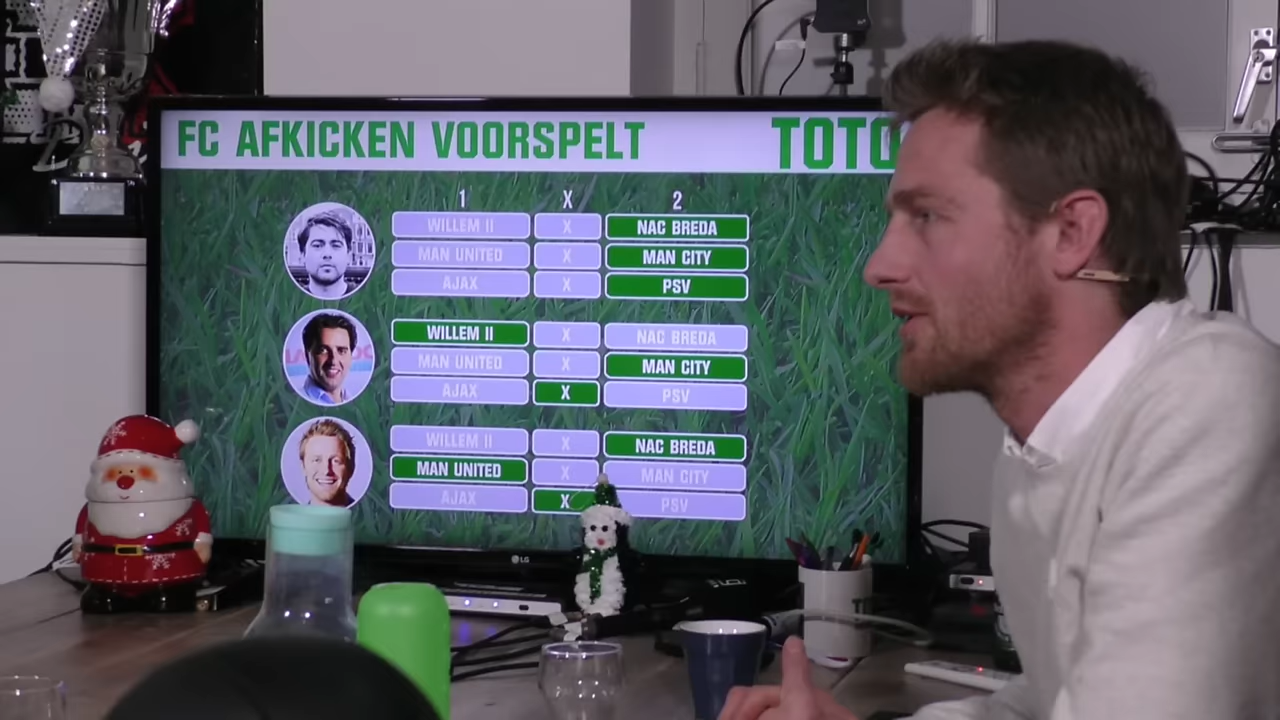 FC AFKICKEN VOORSPELT TOTO
1 X 2
WILLEM II X NAC BREDA
MAN UNITED X MAN CITY
AJAX X PSV
WILLEM II X NAC BREDA
MAN UNITED X MAN CITY
AJAX X PSV
WILLEM II X NAC BREDA
MAN UNITED X MAN CITY
AJAX X PSV
LG